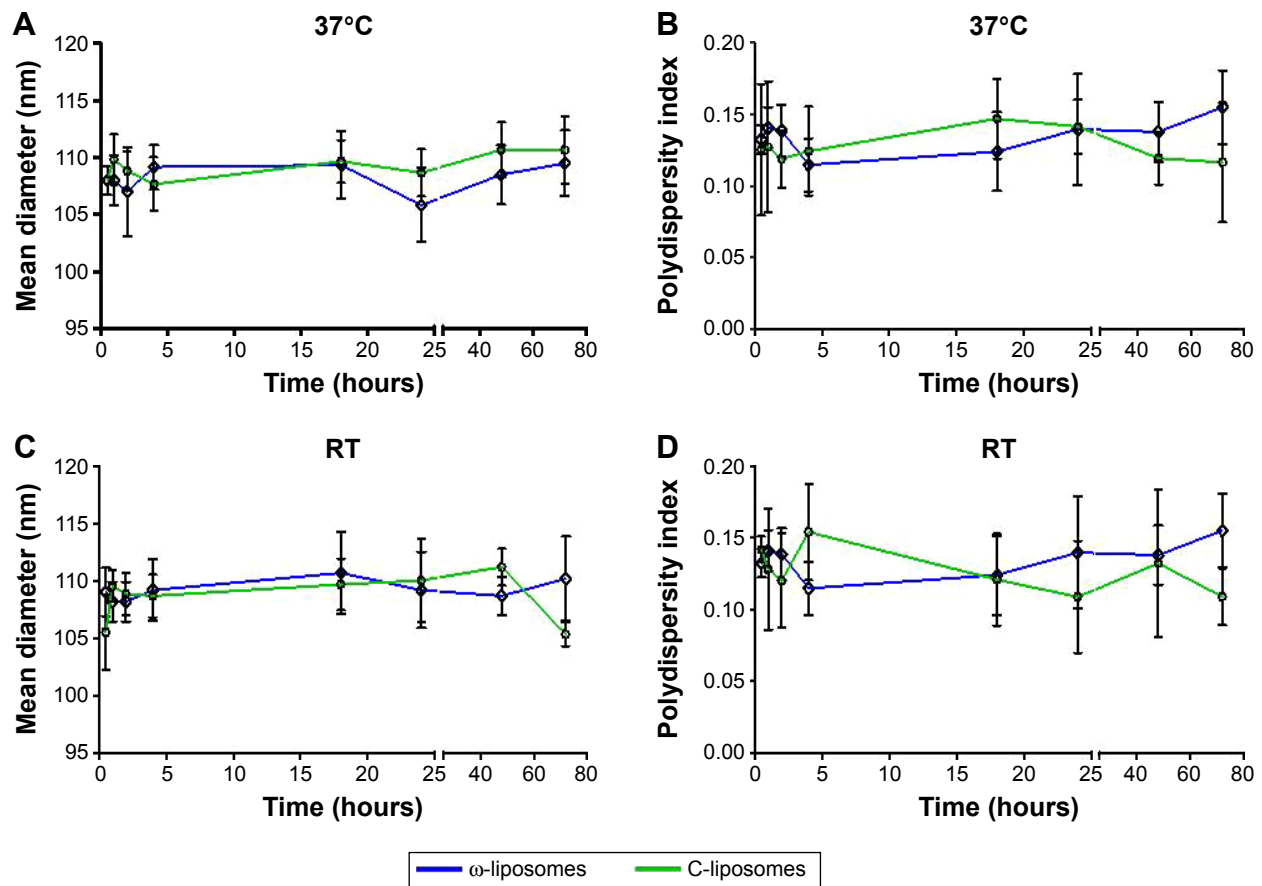 A
37°C
Mean diameter (nm)
120
115
110
105
100
95
0 5 10 15 20 25 40 60 80
Time (hours)
B
37°C
Polydispersity index
0.20
0.15
0.10
0.05
0.00
0 5 10 15 20 25 40 60 80
Time (hours)
C
RT
Mean diameter (nm)
120
115
110
105
100
95
0 5 10 15 20 25 40 60 80
Time (hours)
D
RT
Polydispersity index
0.20
0.15
0.10
0.05
0.00
0 5 10 15 20 25 40 60 80
Time (hours)
ω-liposomes C-liposomes